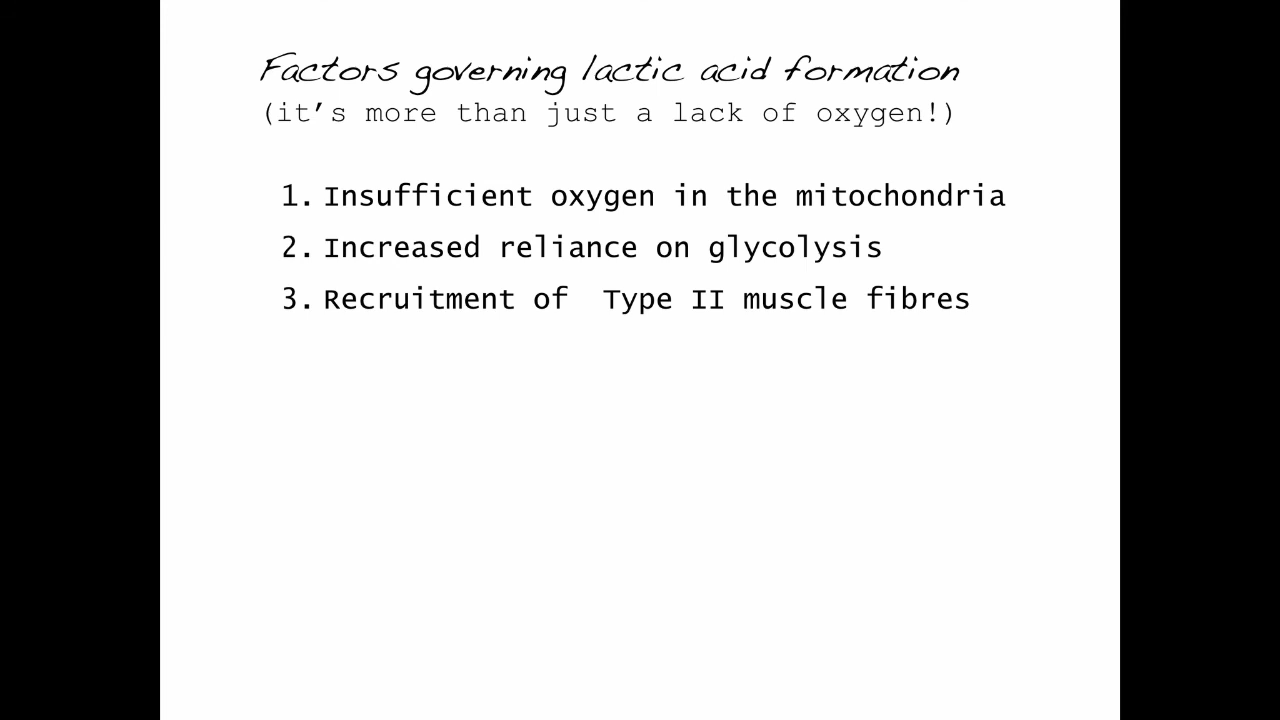 Factors governing lactic acid formation
(it's more than just a lack of oxygen!)
1. Insufficient oxygen in the mitochondria
2. Increased reliance on glycolysis
3. Recruitment of  Type II muscle fibres